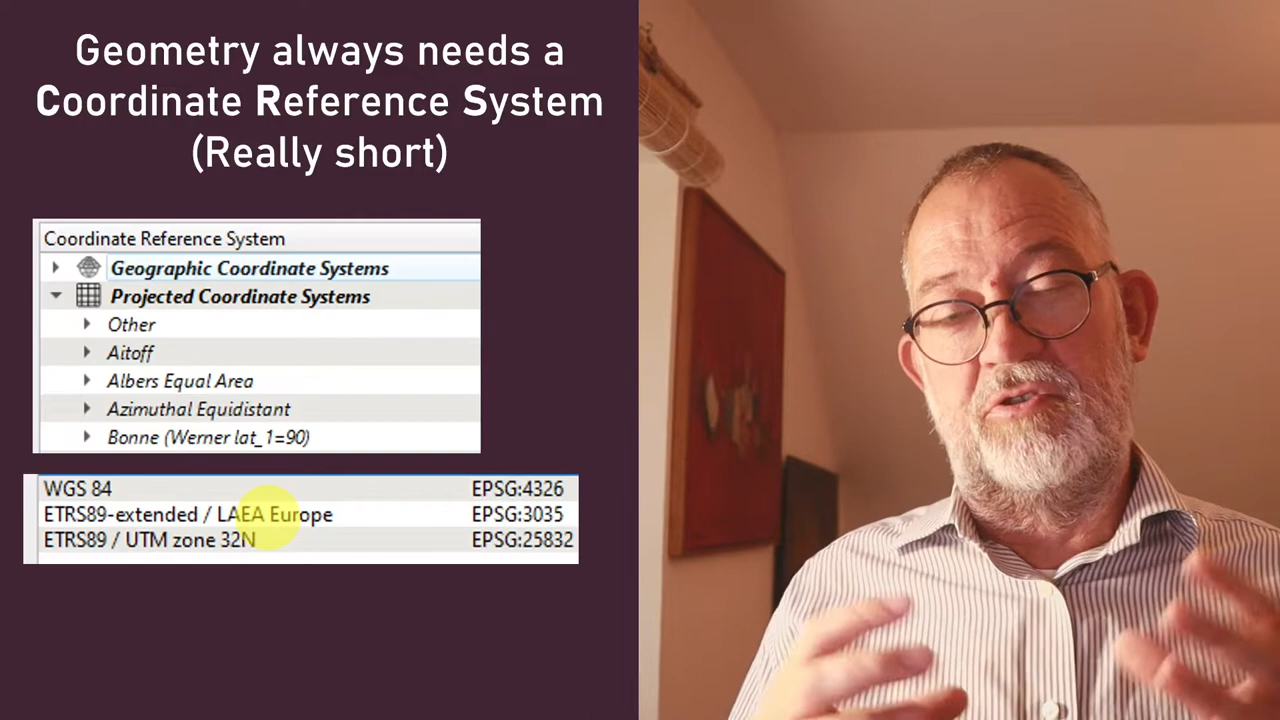 Geometry always needs a
Coordinate Reference System
(Really short)
Coordinate Reference System
Geographic Coordinate Systems
Projected Coordinate Systems
Other
Aitoff
Albers Equal Area
Azimuthal Equidistant
Bonne (Werner lat_1=90)
WGS 84 EPSG:4326
ETRS89-extended / LAEA Europe EPSG:3035
ETRS89 / UTM zone 32N EPSG:25832